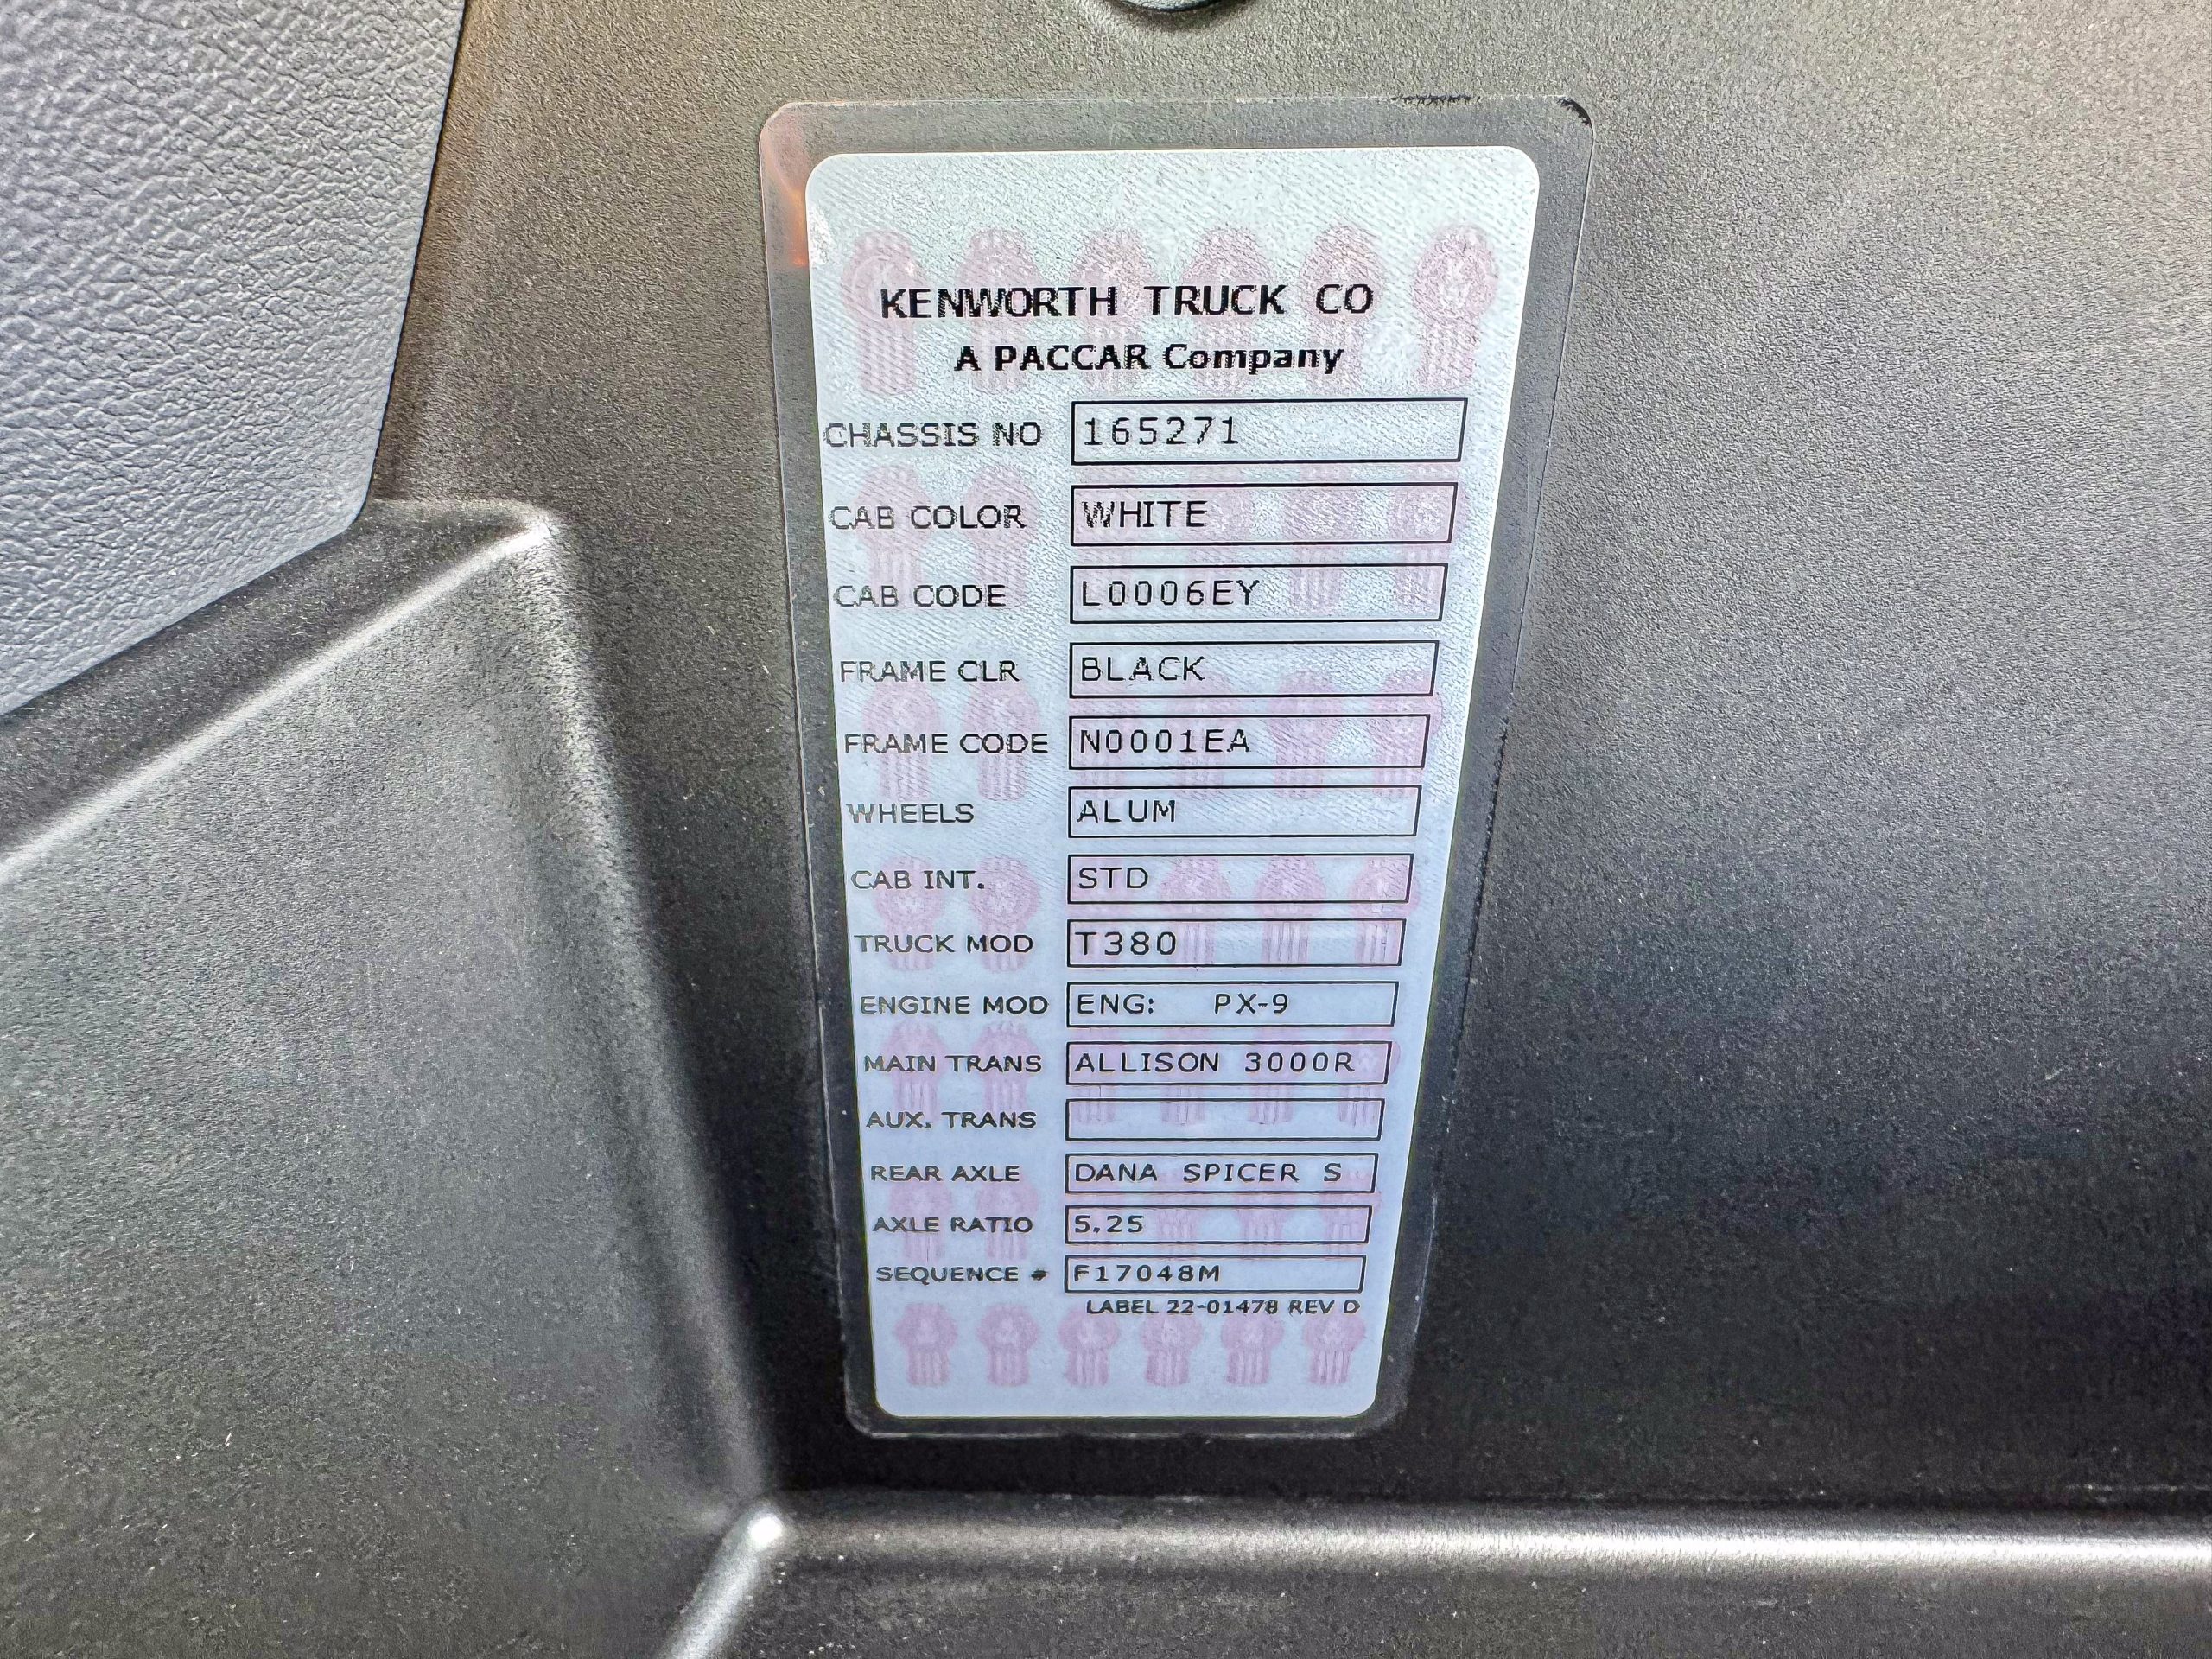 KENWORTH TRUCK CO
A PACCAR Company
CHASSIS NO 165271
CAB COLOR WHITE
CAB CODE L0006EY
FRAME CLR BLACK
FRAME CODE N0001EA
WHEELS ALUM
CAB INT. STD
TRUCK MOD T380
ENGINE MOD ENG: PX-9
MAIN TRANS ALLISON 3000R
AUX. TRANS
REAR AXLE DANA SPICER S
AXLE RATIO 5.25
SEQUENCE # F17048M
LABEL 22-01478 REV D